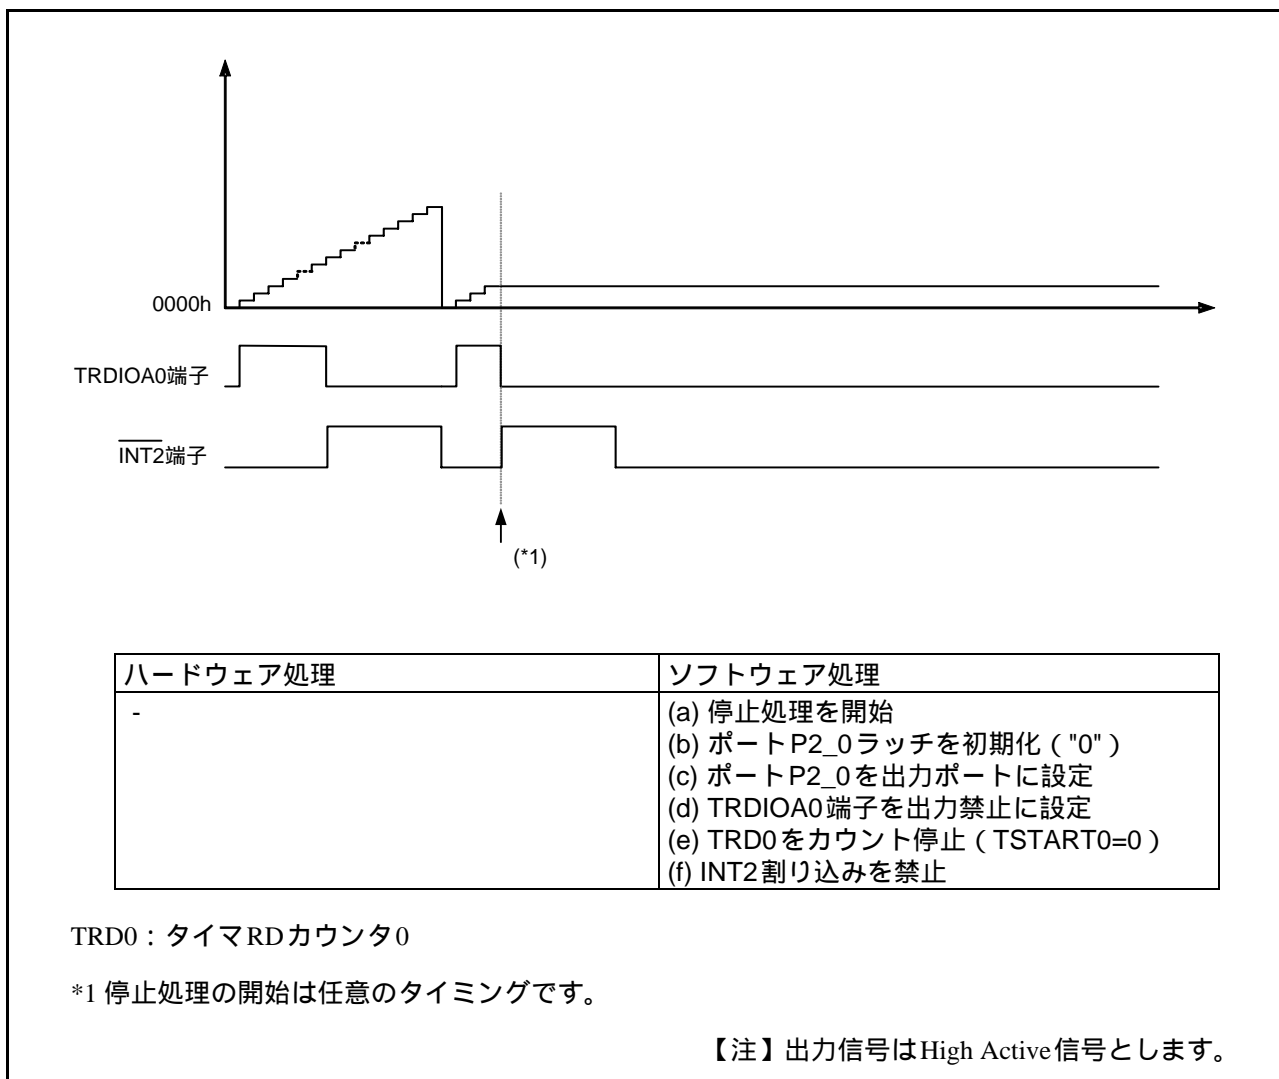 0000h
TRDIOA0端子
INT2端子
(*1)
ハードウェア処理
ソフトウェア処理
-
(a) 停止処理を開始
(b) ポートP2_0ラッチを初期化（"0"）
(c) ポートP2_0を出力ポートに設定
(d) TRDIOA0端子を出力禁止に設定
(e) TRD0をカウント停止（TSTART0=0）
(f) INT2割り込みを禁止
TRD0：タイマRDカウンタ0
*1 停止処理の開始は任意のタイミングです。
【注】出力信号はHigh Active信号とします。